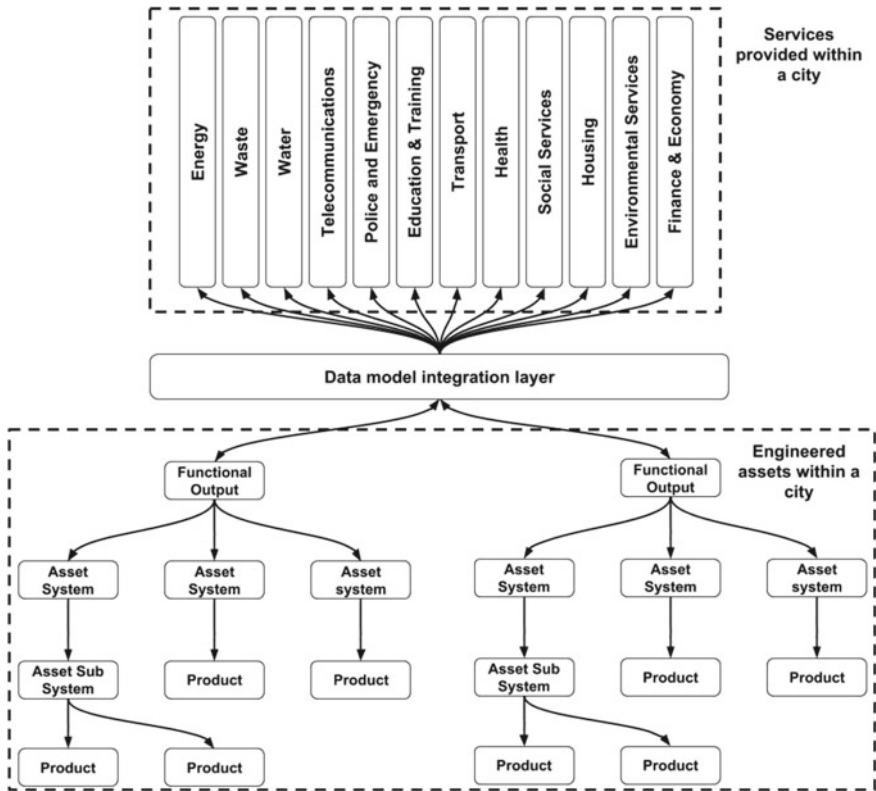 Services
provided within
a city
Energy
Waste
Water
Telecommunications
Police and Emergency
Education & Training
Transport
Health
Social Services
Housing
Environmental Services
Finance & Economy
Data model integration layer
Engineered
assets within a
city
Functional
Output
Functional
Output
Asset
System
Asset
System
Asset
system
Asset
System
Asset
System
Asset
system
Asset Sub
System
Product
Product
Asset Sub
System
Product
Product
Product
Product
Product
Product